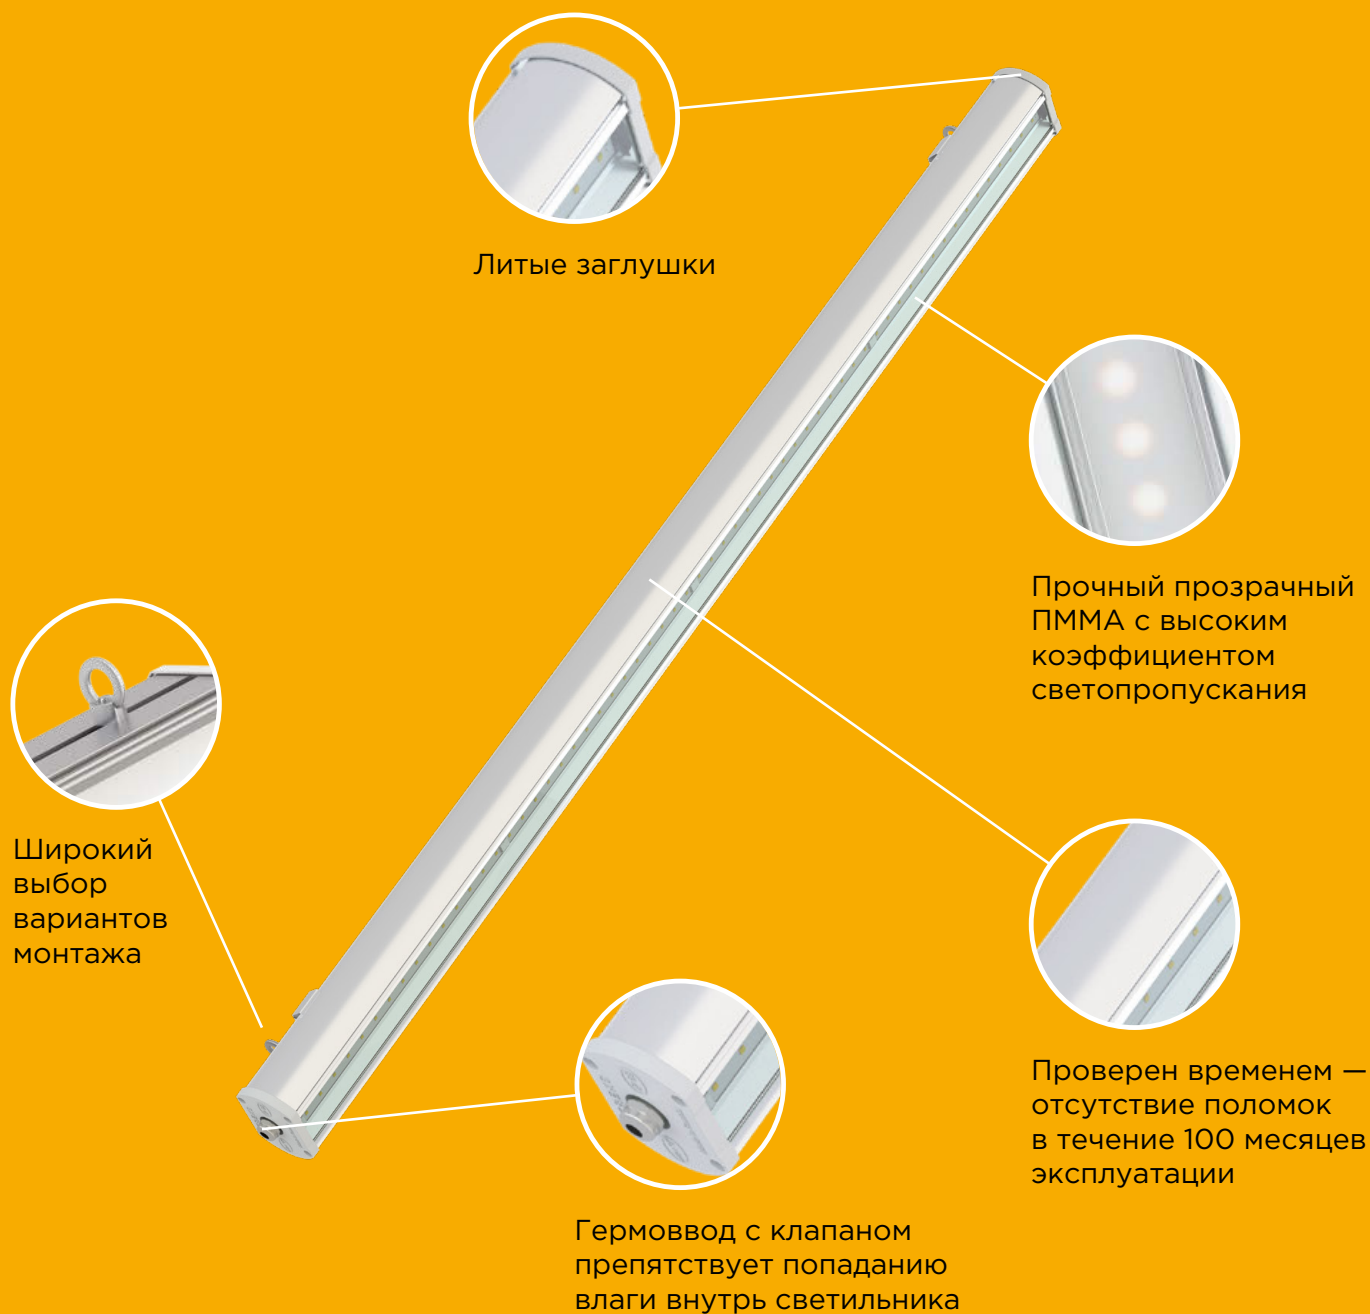 Литые заглушки
Прочный прозрачный
ПММА с высоким
коэффициентом
светопропускания
Широкий
выбор
вариантов
монтажа
Проверен временем —
отсутствие поломок
в течение 100 месяцев
эксплуатации
Гермоввод с клапаном
препятствует попаданию
влаги внутрь светильника